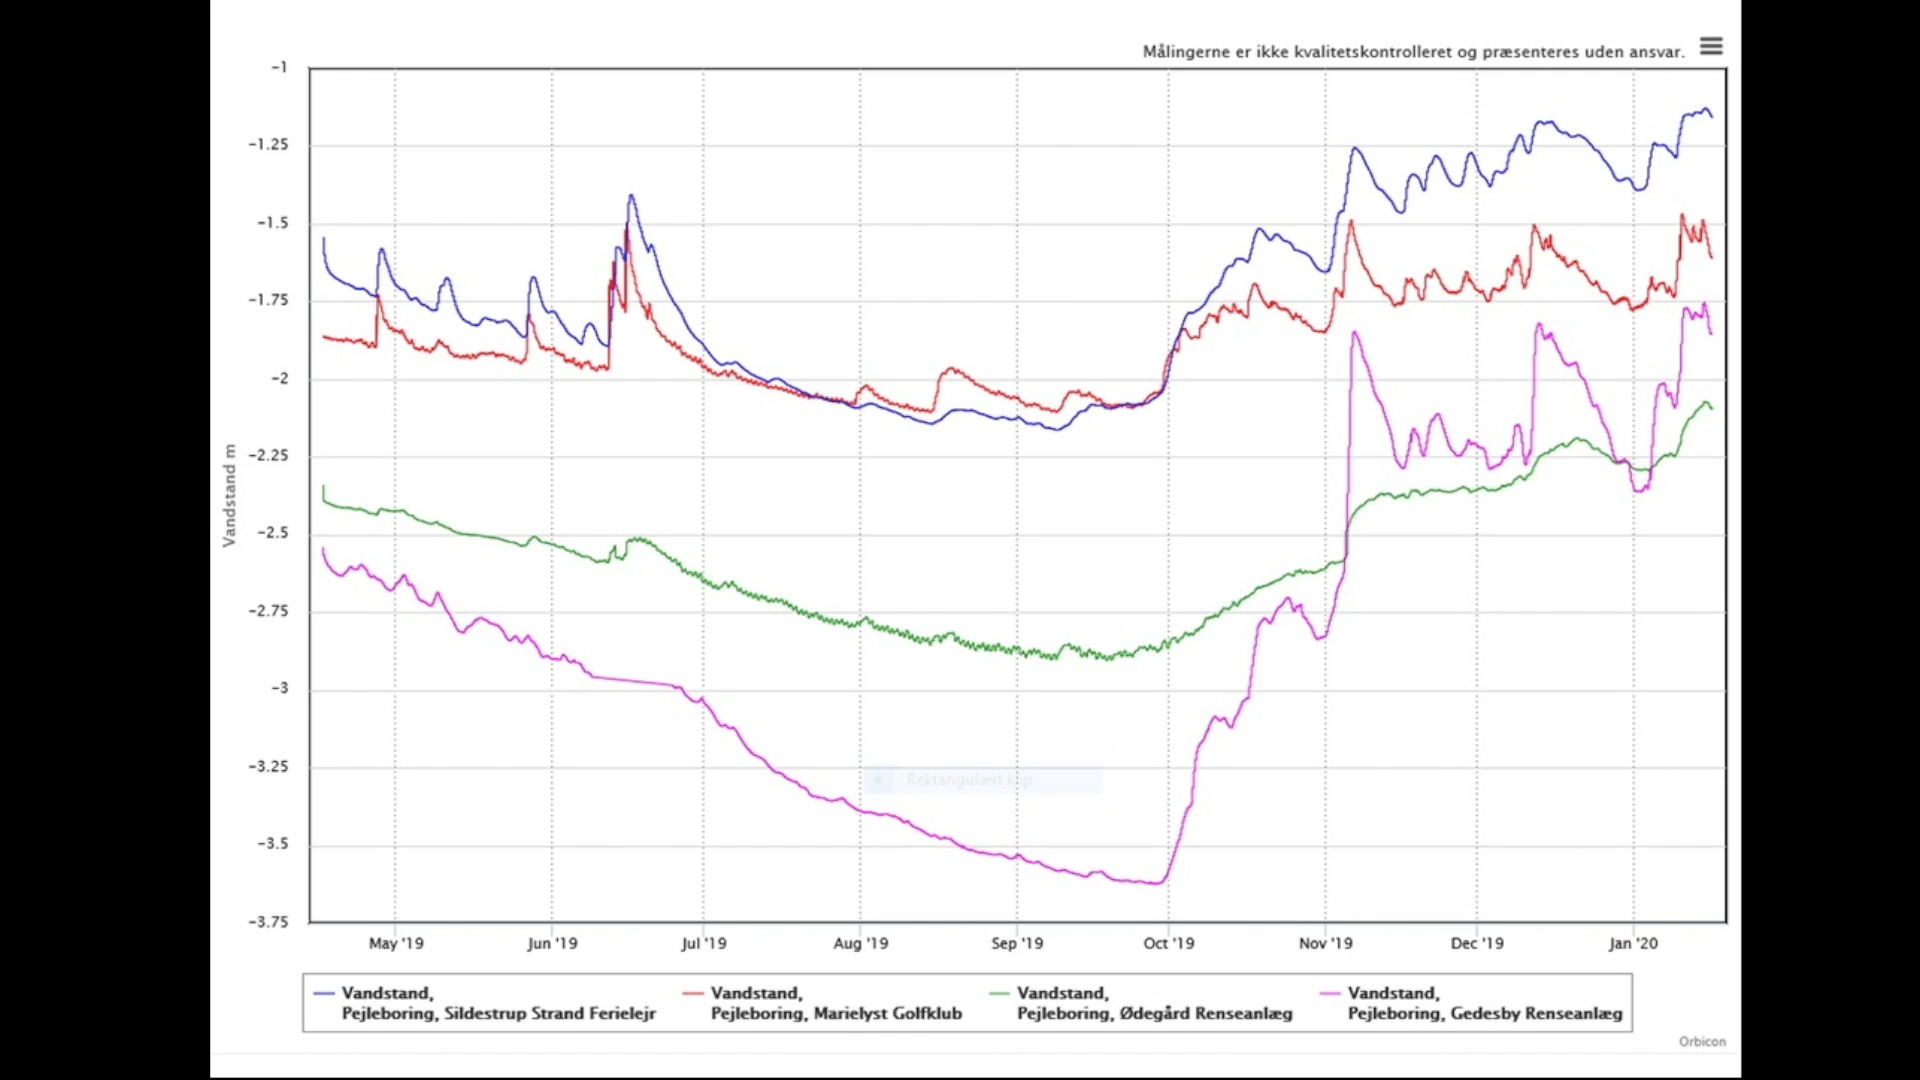 Målingerne er ikke kvalitetskontrolleret og præsenteres uden ansvar.
-1
-1.25
-1.5
-1.75
-2
-2.25
-2.5
-2.75
-3
-3.25
-3.5
-3.75
Vandstand m
Rektangulært klip
May '19
Jun '19
Jul '19
Aug '19
Sep '19
Oct '19
Nov '19
Dec '19
Jan '20
Vandstand,
Pejleboring, Sildestrup Strand Ferielejr
Vandstand,
Pejleboring, Marielyst Golfklub
Vandstand,
Pejleboring, Ødegård Renseanlæg
Vandstand,
Pejleboring, Gedesby Renseanlæg
Orbicon